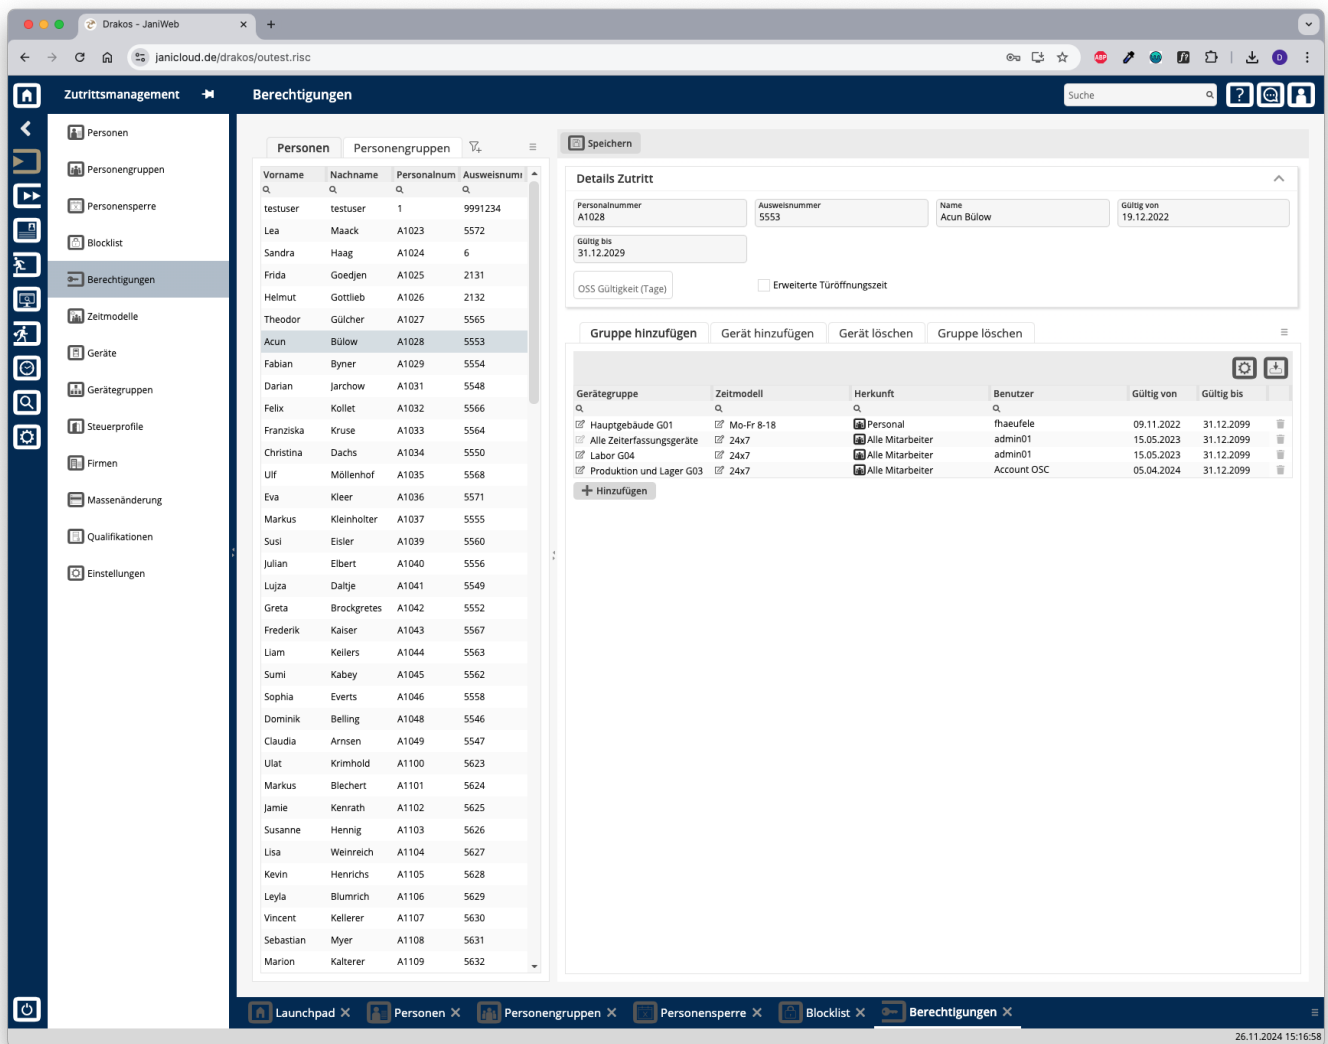 Drakos - JaniWeb
janicloud.de/drakos/outest.risc
ABP
D
Zutrittsmanagement
Berechtigungen
Suche
Personen
Personengruppen
Personensperre
Blocklist
Berechtigungen
Zeitmodelle
Geräte
Gerätegruppen
Steuerprofile
Firmen
Massenänderung
Qualifikationen
Einstellungen
Personen Personengruppen
Vorname Nachname Personalnum Ausweisnum
testuser testuser 1 9991234
Lea Maack A1023 5572
Sandra Haag A1024 6
Frida Goedjen A1025 2131
Helmut Gottlieb A1026 2132
Theodor Gülcher A1027 5565
Acun Bülow A1028 5553
Fabian Byner A1029 5554
Darian Jarchow A1031 5548
Felix Kollet A1032 5566
Franziska Kruse A1033 5564
Christina Dachs A1034 5550
Ulf Möllenhof A1035 5568
Eva Kleer A1036 5571
Markus Kleinholter A1037 5555
Susi Eisler A1039 5560
Julian Elbert A1040 5556
Lujza Daltje A1041 5549
Greta Brockgretes A1042 5552
Frederik Kaiser A1043 5567
Liam Keilers A1044 5563
Sumi Kabey A1045 5562
Sophia Everts A1046 5558
Dominik Belling A1048 5546
Claudia Arnsen A1049 5547
Ulat Krimhold A1100 5623
Markus Blechert A1101 5624
Jamie Kenrath A1102 5625
Susanne Hennig A1103 5626
Lisa Weinreich A1104 5627
Kevin Henrichs A1105 5628
Leyla Blumrich A1106 5629
Vincent Kellerer A1107 5630
Sebastian Myer A1108 5631
Marion Kalterer A1109 5632
Speichern
Details Zutritt
Personalnummer Ausweisnummer Name Gültig von
A1028 5553 Acun Bülow 19.12.2022
Gültig bis
31.12.2029
OSS Gültigkeit (Tage) Erweiterte Türöffnungszeit
Gruppe hinzufügen Gerät hinzufügen Gerät löschen Gruppe löschen
Gerätegruppe Zeitmodell Herkunft Benutzer Gültig von Gültig bis
Hauptgebäude G01 Mo-Fr 8-18 Personal fhaeufele 09.11.2022 31.12.2099
Alle Zeiterfassungsgeräte 24x7 Alle Mitarbeiter admin01 15.05.2023 31.12.2099
Labor G04 24x7 Alle Mitarbeiter admin01 15.05.2023 31.12.2099
Produktion und Lager G03 24x7 Alle Mitarbeiter Account OSC 05.04.2024 31.12.2099
Hinzufügen
Launchpad Personen Personengruppen Personensperre Blocklist Berechtigungen
26.11.2024 15:16:58